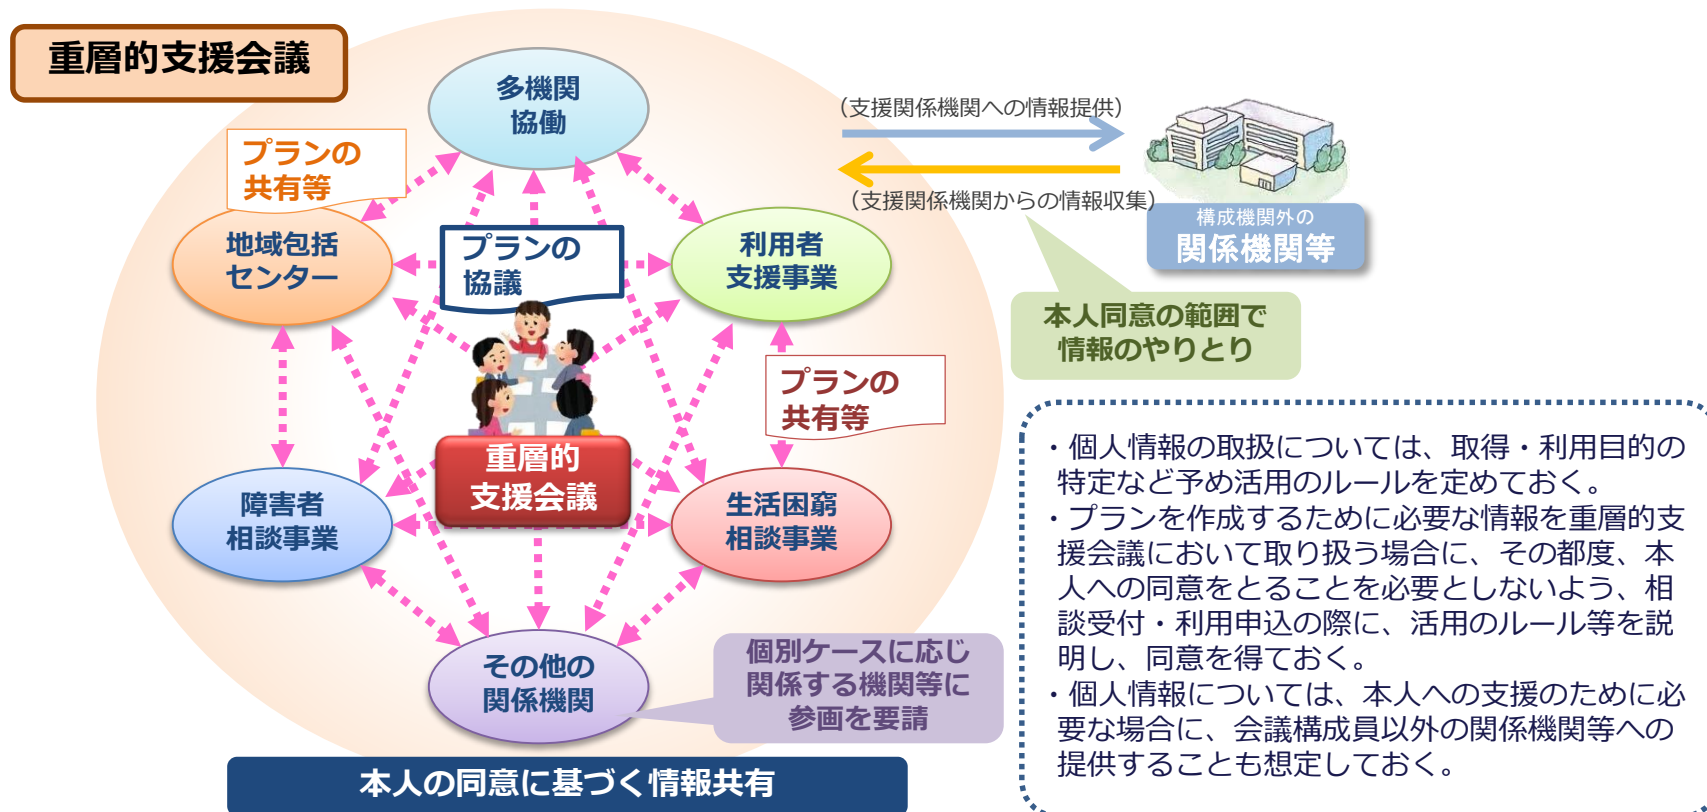 重層的支援会議
多機関
協働
プランの
共有等
地域包括
センター
プランの
協議
利用者
支援事業
プランの
共有等
重層的
支援会議
障害者
相談事業
生活困窮
相談事業
その他の
関係機関
個別ケースに応じ
関係する機関等に
参画を要請
本人の同意に基づく情報共有
（支援関係機関への情報提供）
（支援関係機関からの情報収集）
構成機関外の
関係機関等
本人同意の範囲で
情報のやりとり
・個人情報の取扱については、取得・利用目的の
特定など予め活用のルールを定めておく。
・プランを作成するために必要な情報を重層的支
援会議において取り扱う場合に、その都度、本
人への同意をとることを必要としないよう、相
談受付・利用申込の際に、活用のルール等を説
明し、同意を得ておく。
・個人情報については、本人への支援のために必
要な場合に、会議構成員以外の関係機関等への
提供することも想定しておく。